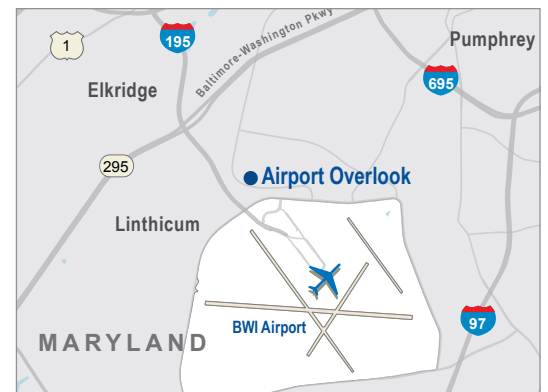 1
195
Baltimore-Washington Pkwy
Pumphrey
Elkridge
695
295
Airport Overlook
Linthicum
BWI Airport
97
MARYLAND